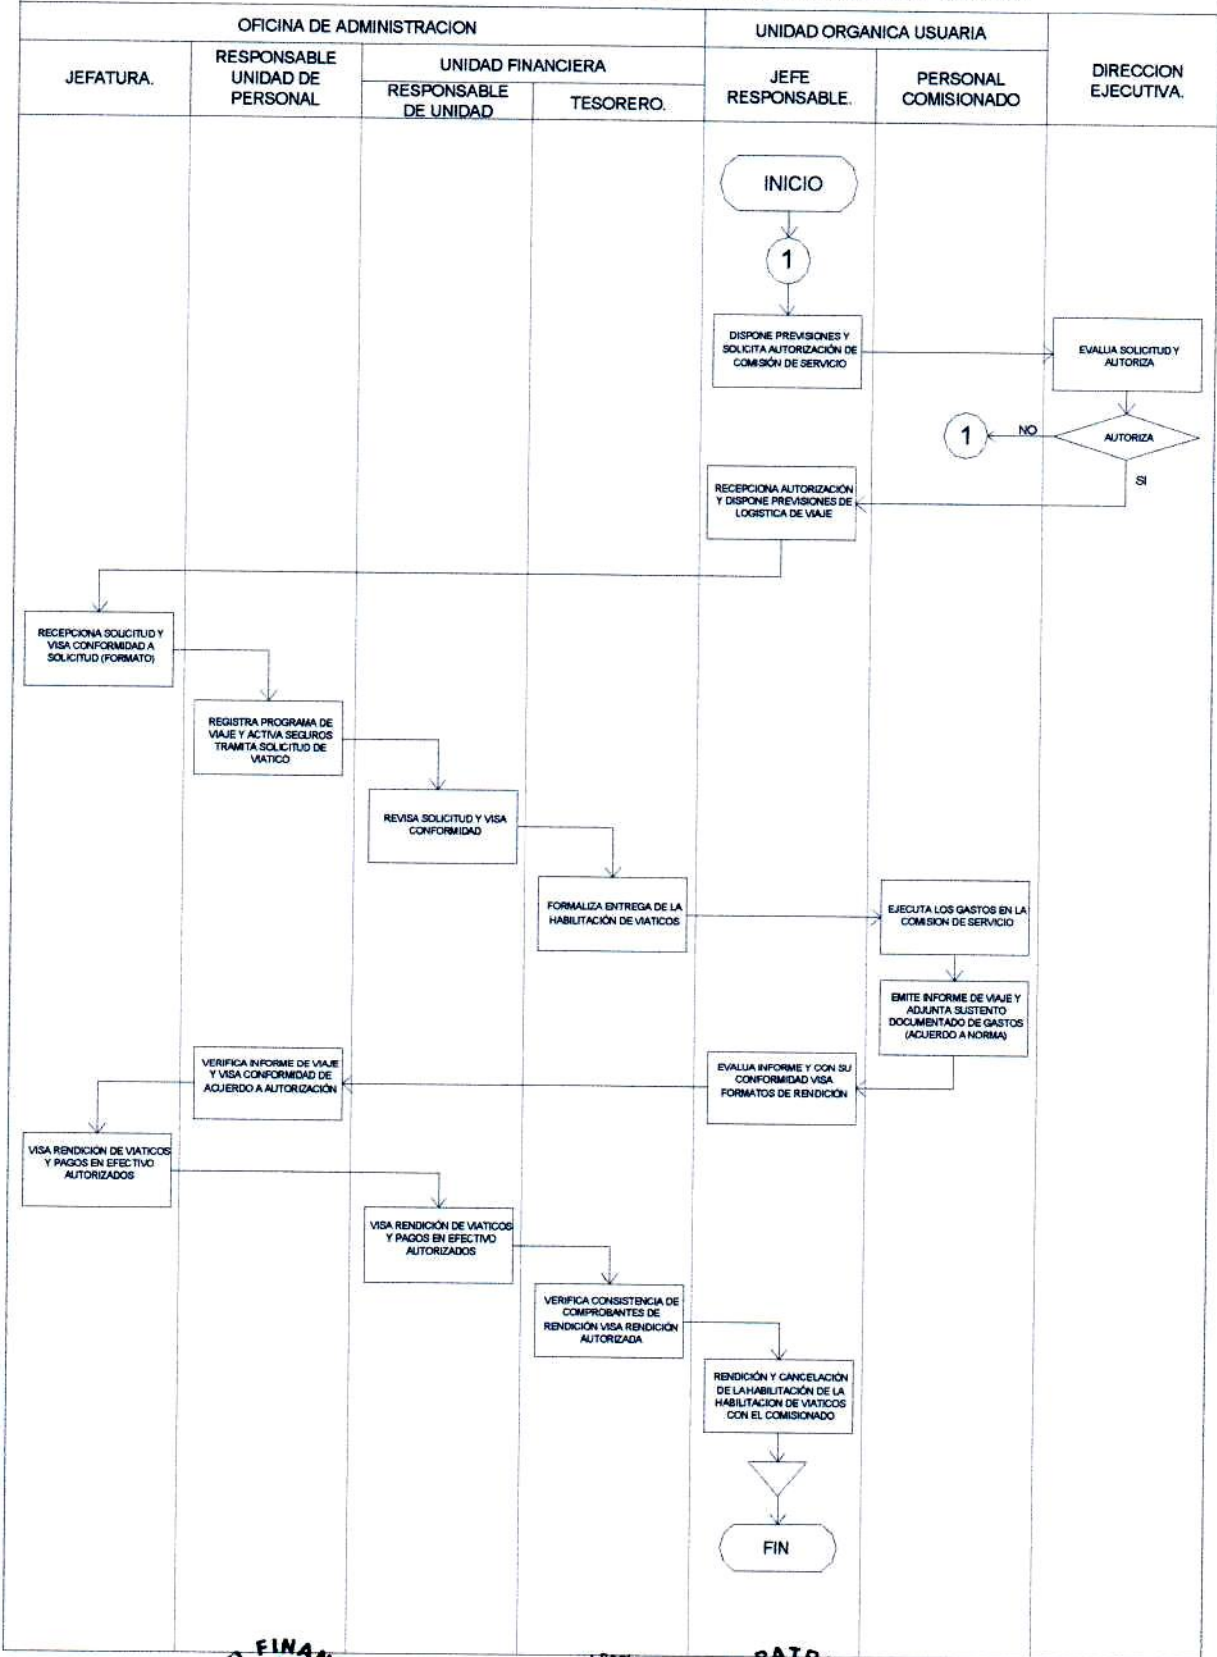 OFICINA DE ADMINISTRACION
UNIDAD ORGANICA USUARIA
DIRECCION
EJECUTIVA.
JEFATURA.
RESPONSABLE
UNIDAD DE
PERSONAL
UNIDAD FINANCIERA
RESPONSABLE
DE UNIDAD
TESORERO.
JEFE
RESPONSABLE.
PERSONAL
COMISIONADO
INICIO
1
DISPONE PREVISIONES Y
SOLICITA AUTORIZACIÓN DE
COMISIÓN DE SERVICIO
EVALUA SOLICITUD Y
AUTORIZA
AUTORIZA
NO
1
SI
RECEPCIONA AUTORIZACIÓN
Y DISPONE PREVISIONES DE
LOGISTICA DE VIAJE
RECEPCIONA SOLICITUD Y
VISA CONFORMIDAD A
SOLICITUD (FORMATO)
REGISTRA PROGRAMA DE
VIAJE Y ACTIVA SEGUROS
TRAMITA SOLICITUD DE
VIATICO
REVISA SOLICITUD Y VISA
CONFORMIDAD
FORMALIZA ENTREGA DE LA
HABILITACIÓN DE VIATICOS
EJECUTA LOS GASTOS EN LA
COMISION DE SERVICIO
EMITE INFORME DE VIAJE Y
ADJUNTA SUSTENTO
DOCUMENTADO DE GASTOS
(ACUERDO A NORMA)
EVALUA INFORME Y CON SU
CONFORMIDAD VISA
FORMATOS DE RENDICIÓN
VERIFICA INFORME DE VIAJE
Y VISA CONFORMIDAD DE
ACUERDO A AUTORIZACIÓN
VISA RENDICIÓN DE VIATICOS
Y PAGOS EN EFECTIVO
AUTORIZADOS
VISA RENDICIÓN DE VIATICOS
Y PAGOS EN EFECTIVO
AUTORIZADOS
VERIFICA CONSISTENCIA DE
COMPROBANTES DE
RENDICIÓN VISA RENDICIÓN
AUTORIZADA
RENDICIÓN Y CANCELACIÓN
DE LA HABILITACIÓN DE LA
HABILITACION DE VIATICOS
CON EL COMISIONADO
FIN